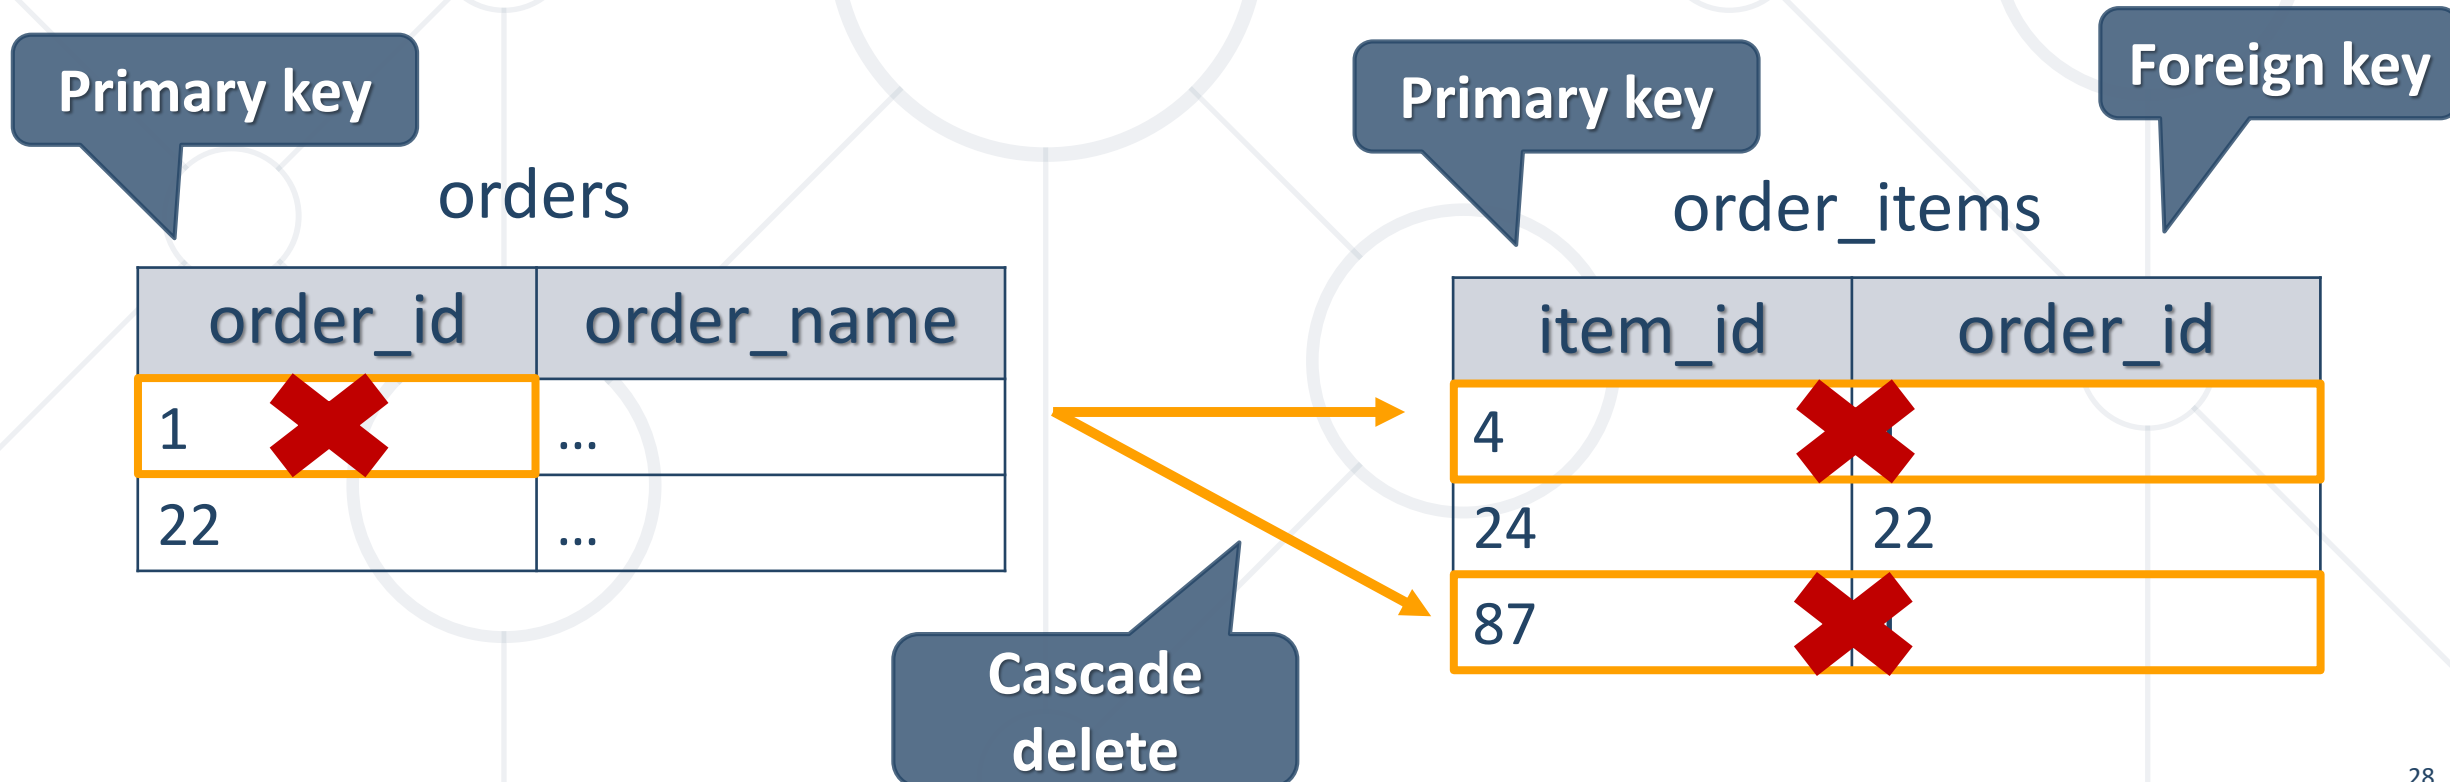 Primary key
Primary key
Foreign key
orders
order_items
order_id order_name
1 ...
22 ...
item_id order_id
4
24 22
87
Cascade
delete
28